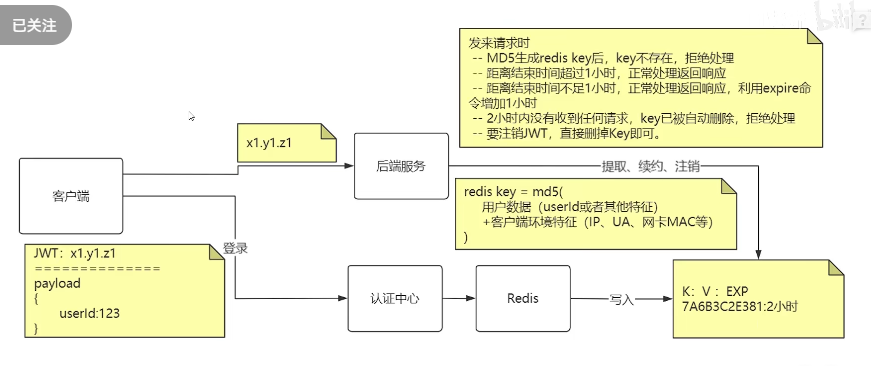 已关注
bilibili
发来请求时
-- MD5生成redis key后，key不存在，拒绝处理
-- 距离结束时间超过1小时，正常处理返回响应
-- 距离结束时间不足1小时，正常处理返回响应，利用expire命
令增加1小时
-- 2小时内没有收到任何请求，key已被自动删除，拒绝处理
-- 要注销JWT，直接删掉Key即可。
x1.y1.z1
后端服务
提取、续约、注销
客户端
redis key = md5(
用户数据（userId或者其他特征）
+客户端环境特征（IP、UA、网卡MAC等）
)
登录
JWT：x1.y1.z1
==============
payload
{
userId:123
}
认证中心
Redis
写入
K：V：EXP
7A6B3C2E381:2小时